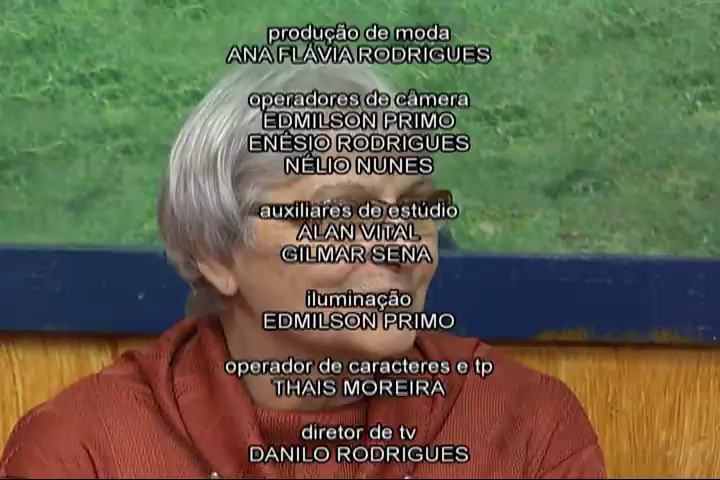 produção de moda
ANA FLÁVIA RODRIGUES
operadores de câmera
EDMILSON PRIMO
ENÉSIO RODRIGUES
NÉLIO NUNES
auxiliares de estúdio
ALAN VITAL
GILMAR SENA
iluminação
EDMILSON PRIMO
operador de caracteres e tp
THAIS MOREIRA
diretor de tv
DANILO RODRIGUES